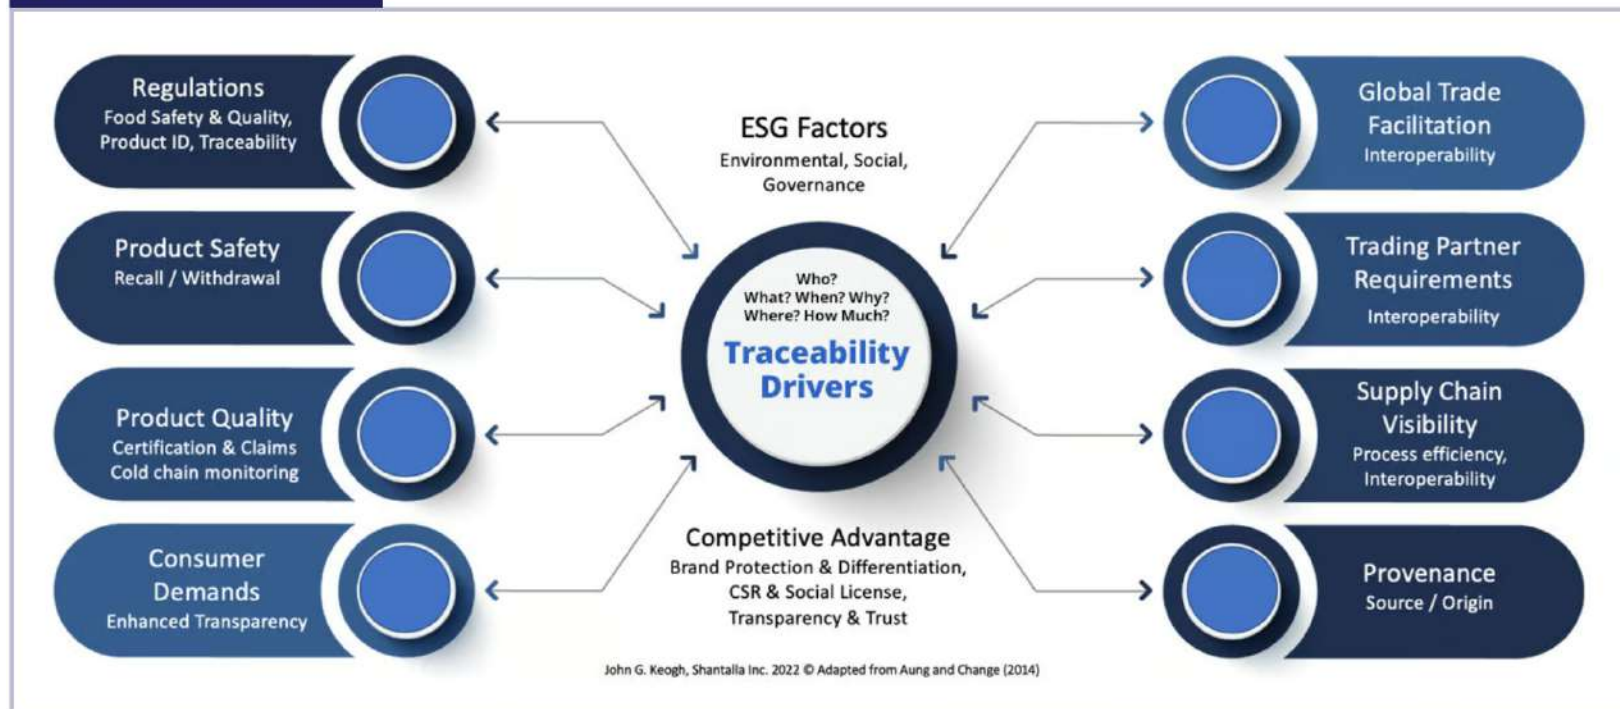 Regulations
Food Safety & Quality,
Product ID, Traceability
Product Safety
Recall / Withdrawal
Product Quality
Certification & Claims
Cold chain monitoring
Consumer
Demands
Enhanced Transparency
ESG Factors
Environmental, Social,
Governance
Who?
What? When? Why?
Where? How Much?
Traceability
Drivers
Competitive Advantage
Brand Protection & Differentiation,
CSR & Social License,
Transparency & Trust
Global Trade
Facilitation
Interoperability
Trading Partner
Requirements
Interoperability
Supply Chain
Visibility
Process efficiency,
Interoperability
Provenance
Source / Origin
John G. Keogh, Shantalla Inc. 2022 © Adapted from Aung and Change (2014)